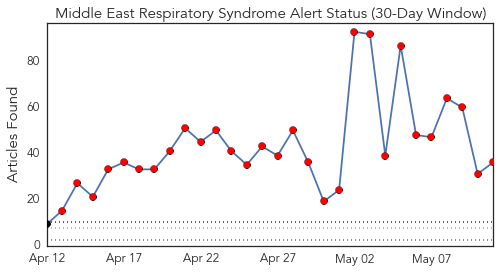 Middle East Respiratory Syndrome Alert Status (30-Day Window)
Articles Found
80
60
40
20
0
Apr 12 Apr 17 Apr 22 Apr 27 May 02 May 07